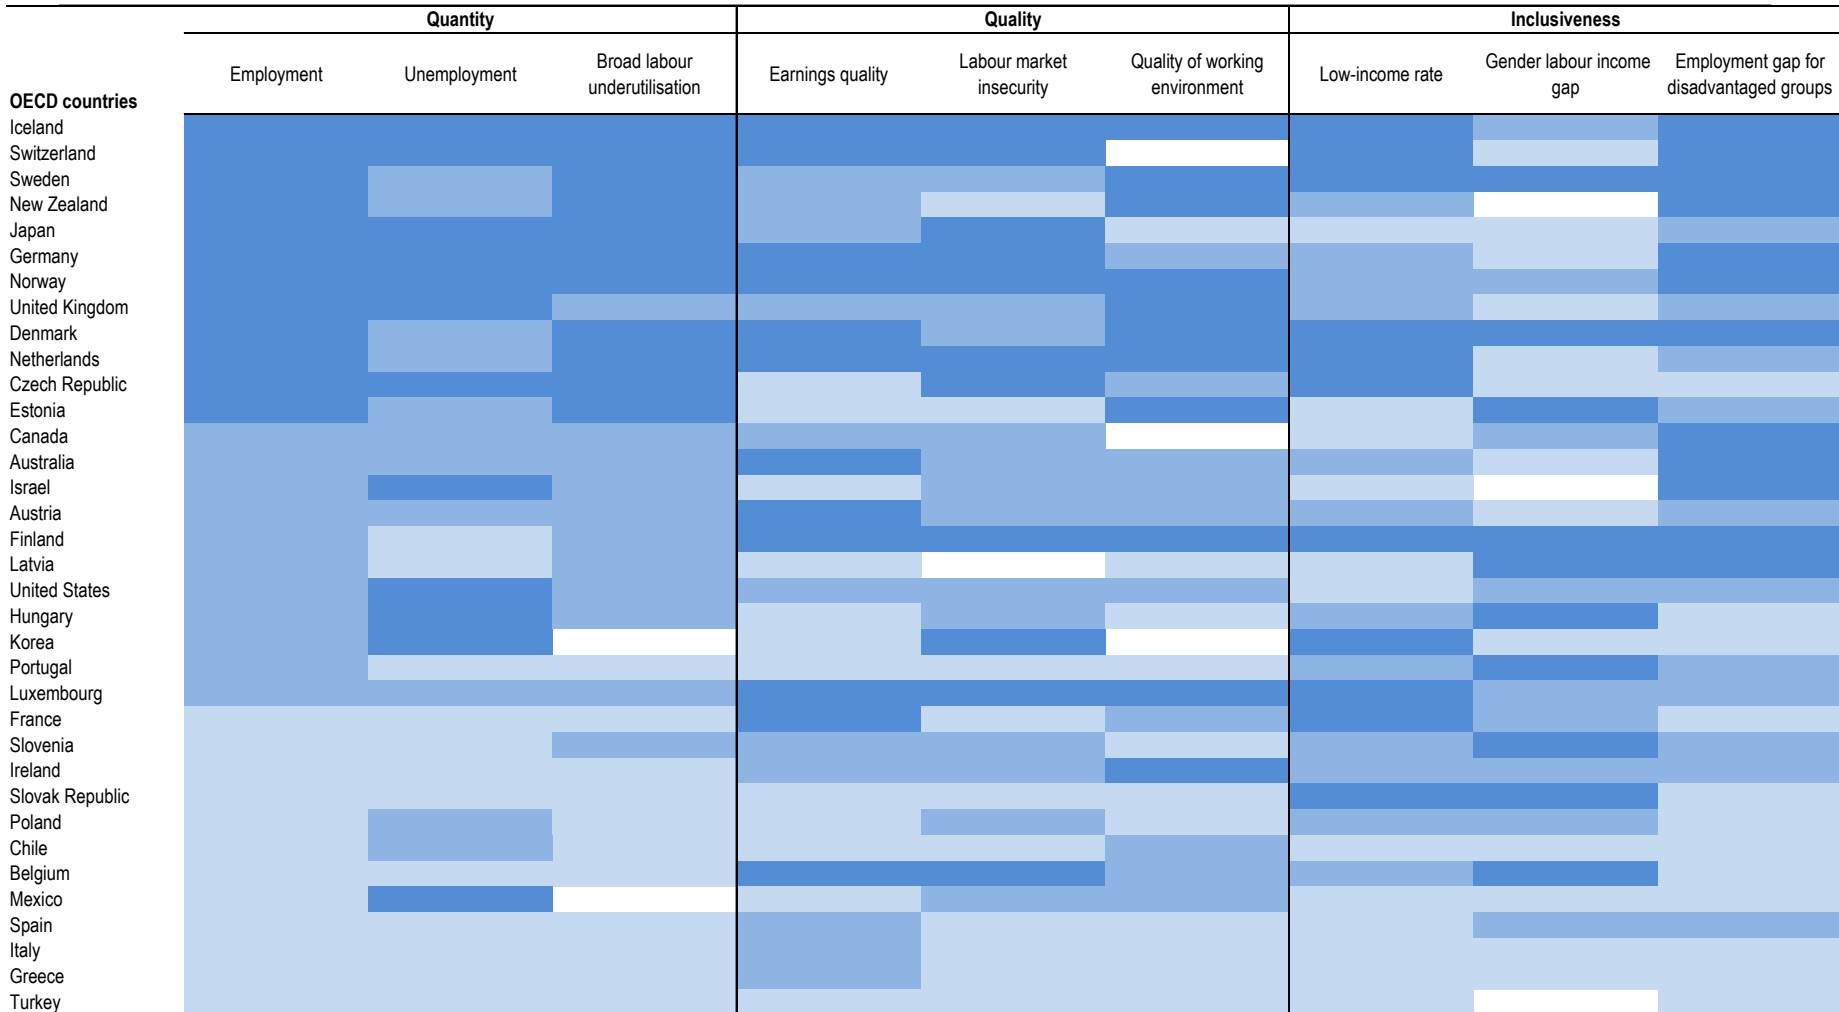 Quantity Quality Inclusiveness
OECD countries Employment Unemployment Broad labour underutilisation Earnings quality Labour market insecurity Quality of working environment Low-income rate Gender labour income gap Employment gap for disadvantaged groups
Iceland
Switzerland
Sweden
New Zealand
Japan
Germany
Norway
United Kingdom
Denmark
Netherlands
Czech Republic
Estonia
Canada
Australia
Israel
Austria
Finland
Latvia
United States
Hungary
Korea
Portugal
Luxembourg
France
Slovenia
Ireland
Slovak Republic
Poland
Chile
Belgium
Mexico
Spain
Italy
Greece
Turkey